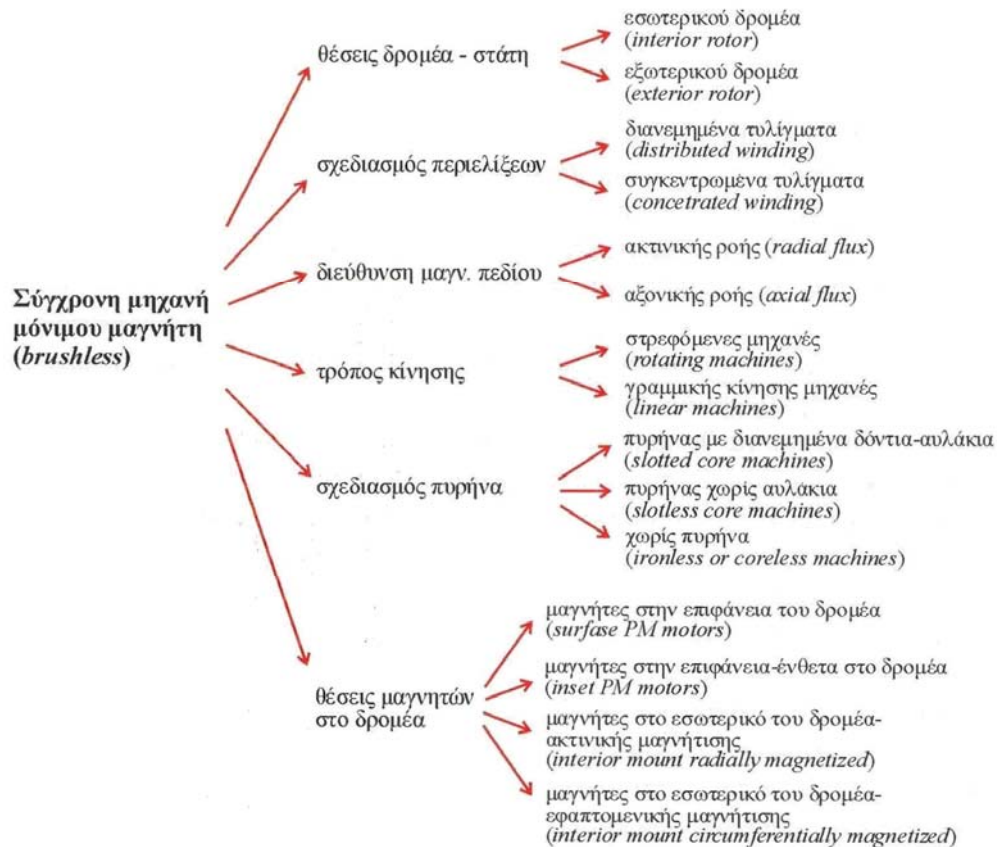 θέσεις δρομέα - στάτη
εσωτερικού δρομέα
(interior rotor)
εξωτερικού δρομέα
(exterior rotor)
σχεδιασμός περιελίξεων
διανεμημένα τυλίγματα
(distributed winding)
συγκεντρωμένα τυλίγματα
(concetrated winding)
Σύγχρονη μηχανή
μόνιμου μαγνήτη
(brushless)
διεύθυνση μαγν. πεδίου
ακτινικής ροής (radial flux)
αξονικής ροής (axial flux)
τρόπος κίνησης
στρεφόμενες μηχανές
(rotating machines)
γραμμικής κίνησης μηχανές
(linear machines)
σχεδιασμός πυρήνα
πυρήνας με διανεμημένα δόντια-αυλάκια
(slotted core machines)
πυρήνας χωρίς αυλάκια
(slotless core machines)
χωρίς πυρήνα
(ironless or coreless machines)
θέσεις μαγνητών
στο δρομέα
μαγνήτες στην επιφάνεια του δρομέα
(surfase PM motors)
μαγνήτες στην επιφάνεια-ένθετα στο δρομέα
(inset PM motors)
μαγνήτες στο εσωτερικό του δρομέα-
ακτινικής μαγνήτισης
(interior mount radially magnetized)
μαγνήτες στο εσωτερικό του δρομέα-
εφαπτομενικής μαγνήτισης
(interior mount circumferentially magnetized)